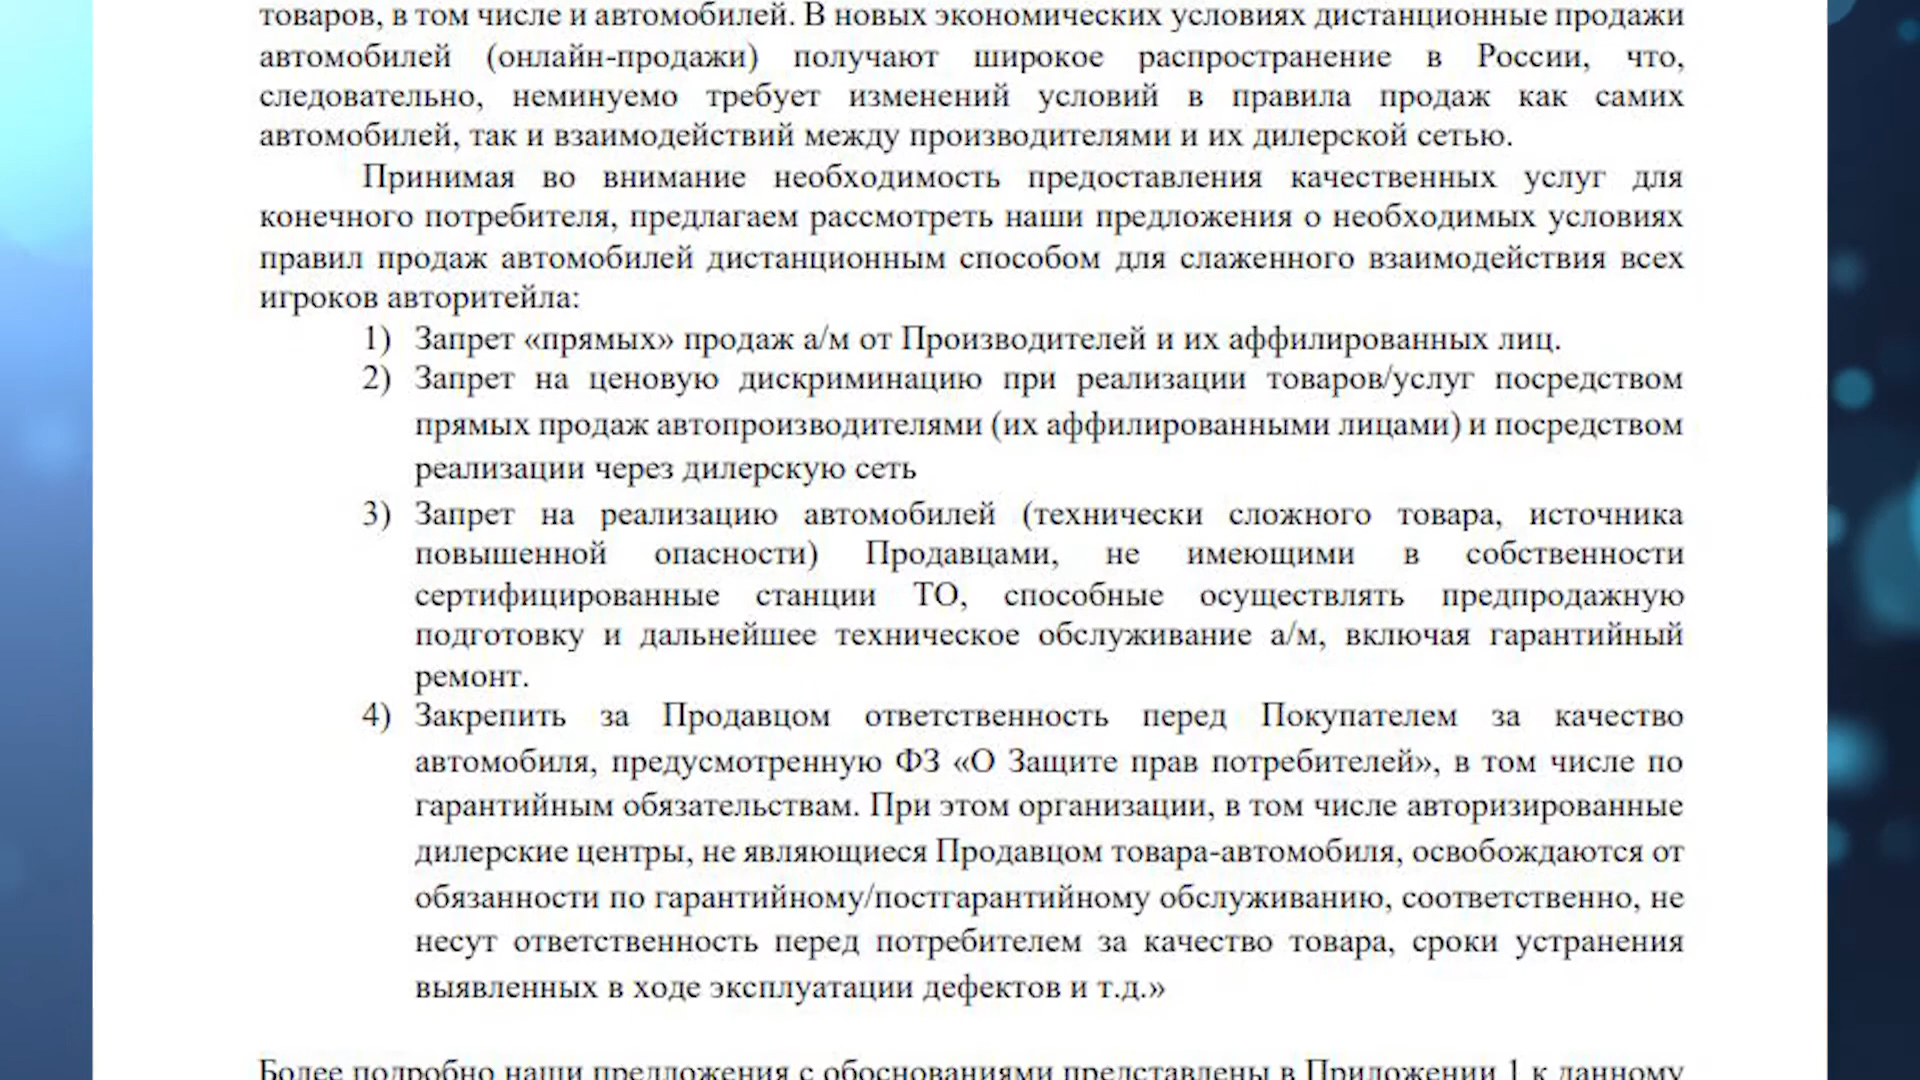 товаров, в том числе и автомобилей. В новых экономических условиях дистанционные продажи
автомобилей (онлайн-продажи) получают широкое распространение в России, что,
следовательно, неминуемо требует изменений условий в правила продаж как самих
автомобилей, так и взаимодействий между производителями и их дилерской сетью.
Принимая во внимание необходимость предоставления качественных услуг для
конечного потребителя, предлагаем рассмотреть наши предложения о необходимых условиях
правил продаж автомобилей дистанционным способом для слаженного взаимодействия всех
игроков авторитейла:
1) Запрет «прямых» продаж а/м от Производителей и их аффилированных лиц.
2) Запрет на ценовую дискриминацию при реализации товаров/услуг посредством
прямых продаж автопроизводителями (их аффилированными лицами) и посредством
реализации через дилерскую сеть
3) Запрет на реализацию автомобилей (технически сложного товара, источника
повышенной опасности) Продавцами, не имеющими в собственности
сертифицированные станции ТО, способные осуществлять предпродажную
подготовку и дальнейшее техническое обслуживание а/м, включая гарантийный
ремонт.
4) Закрепить за Продавцом ответственность перед Покупателем за качество
автомобиля, предусмотренную ФЗ «О Защите прав потребителей», в том числе по
гарантийным обязательствам. При этом организации, в том числе авторизированные
дилерские центры, не являющиеся Продавцом товара-автомобиля, освобождаются от
обязанности по гарантийному/постгарантийному обслуживанию, соответственно, не
несут ответственность перед потребителем за качество товара, сроки устранения
выявленных в ходе эксплуатации дефектов и т.д.»
Более подробно наши предложения с обоснованиями представлены в Приложении 1 к данному